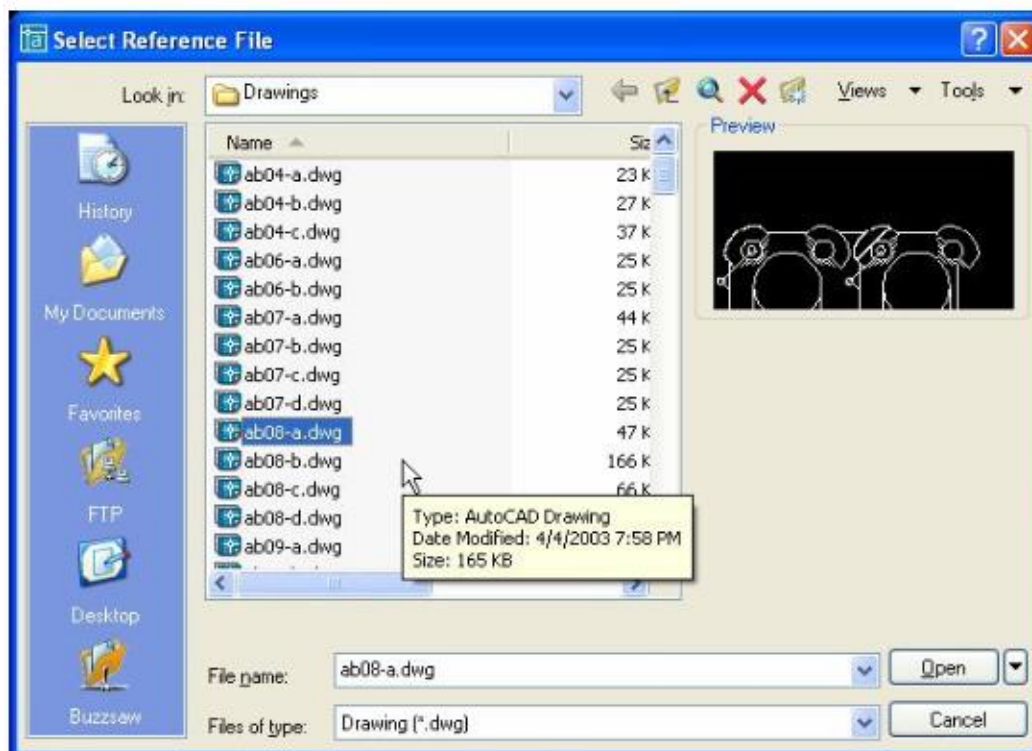 Select Reference File
Look in: Drawings Views Tools
Name Siz
Preview
ab04-a.dwg 23 K
ab04-b.dwg 27 K
ab04-c.dwg 37 K
ab06-a.dwg 25 K
ab06-b.dwg 25 K
ab07-a.dwg 44 K
ab07-b.dwg 25 K
ab07-c.dwg 25 K
ab07-d.dwg 25 K
ab08-a.dwg 47 K
ab08-b.dwg 166 K
ab08-c.dwg 66 K
ab08-d.dwg
ab09-a.dwg
Type: AutoCAD Drawing
Date Modified: 4/4/2003 7:58 PM
Size: 165 KB
History
My Documents
Favorites
FTP
Desktop
Buzzsaw
File name: ab08-a.dwg Open
Files of type: Drawing (*.dwg) Cancel